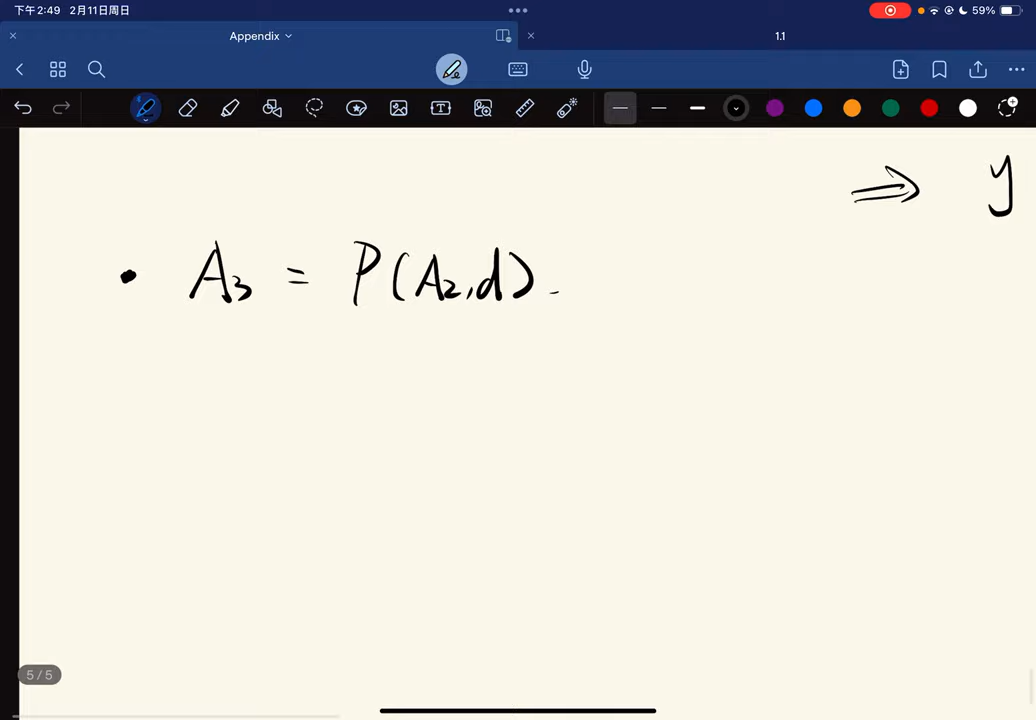 下午2:49 2月11日周日 59%
Appendix 1.1
⇒ y
• A₃ = P(A₂,d).
5 / 5